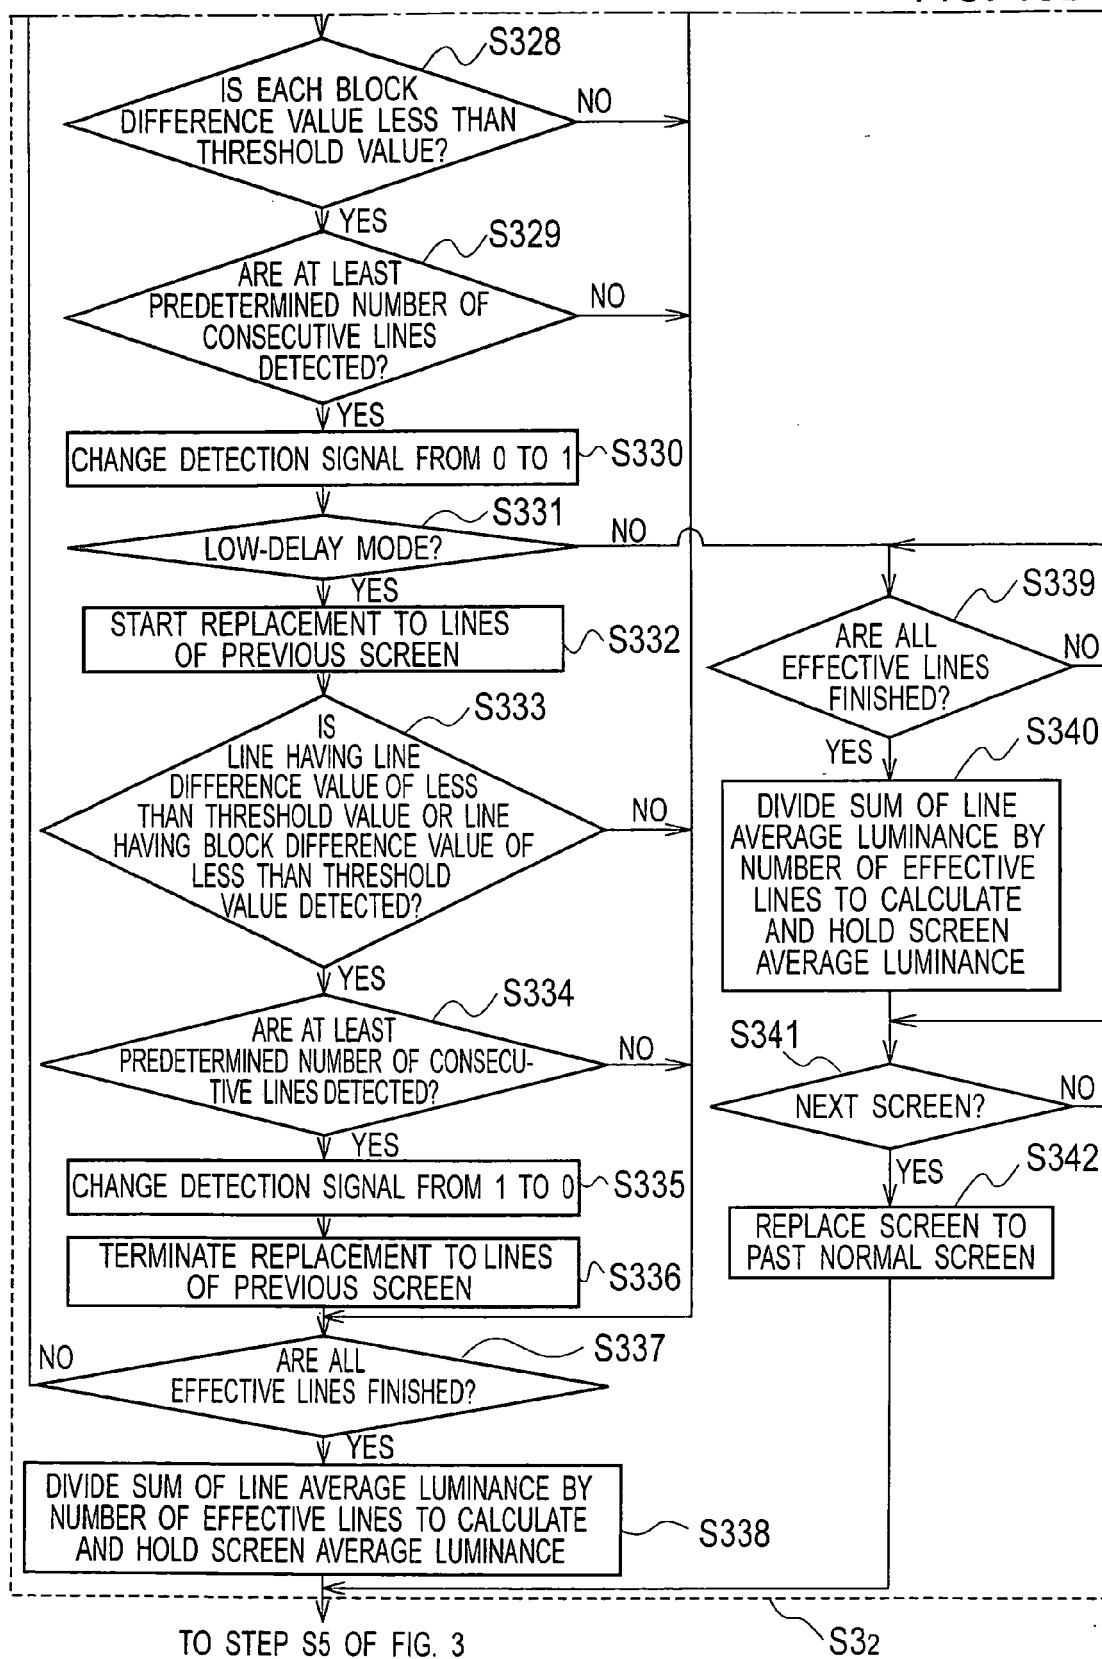 S328
IS EACH BLOCK
DIFFERENCE VALUE LESS THAN
THRESHOLD VALUE?
NO
YES
S329
ARE AT LEAST
PREDETERMINED NUMBER OF
CONSECUTIVE LINES
DETECTED?
NO
YES
CHANGE DETECTION SIGNAL FROM 0 TO 1
S330
S331
LOW-DELAY MODE?
NO
YES
START REPLACEMENT TO LINES
OF PREVIOUS SCREEN
S332
S333
IS
LINE HAVING LINE
DIFFERENCE VALUE OF LESS
THAN THRESHOLD VALUE OR LINE
HAVING BLOCK DIFFERENCE VALUE OF
LESS THAN THRESHOLD
VALUE DETECTED?
NO
YES
S334
ARE AT LEAST
PREDETERMINED NUMBER OF CONSECU-
TIVE LINES DETECTED?
NO
YES
CHANGE DETECTION SIGNAL FROM 1 TO 0
S335
TERMINATE REPLACEMENT TO LINES
OF PREVIOUS SCREEN
S336
S337
ARE ALL
EFFECTIVE LINES FINISHED?
NO
YES
DIVIDE SUM OF LINE AVERAGE LUMINANCE BY
NUMBER OF EFFECTIVE LINES TO CALCULATE
AND HOLD SCREEN AVERAGE LUMINANCE
S338
S339
ARE ALL
EFFECTIVE LINES
FINISHED?
NO
YES
S340
DIVIDE SUM OF LINE
AVERAGE LUMINANCE BY
NUMBER OF EFFECTIVE
LINES TO CALCULATE
AND HOLD SCREEN
AVERAGE LUMINANCE
S341
NEXT SCREEN?
NO
YES
S342
REPLACE SCREEN TO
PAST NORMAL SCREEN
S32
TO STEP S5 OF FIG. 3